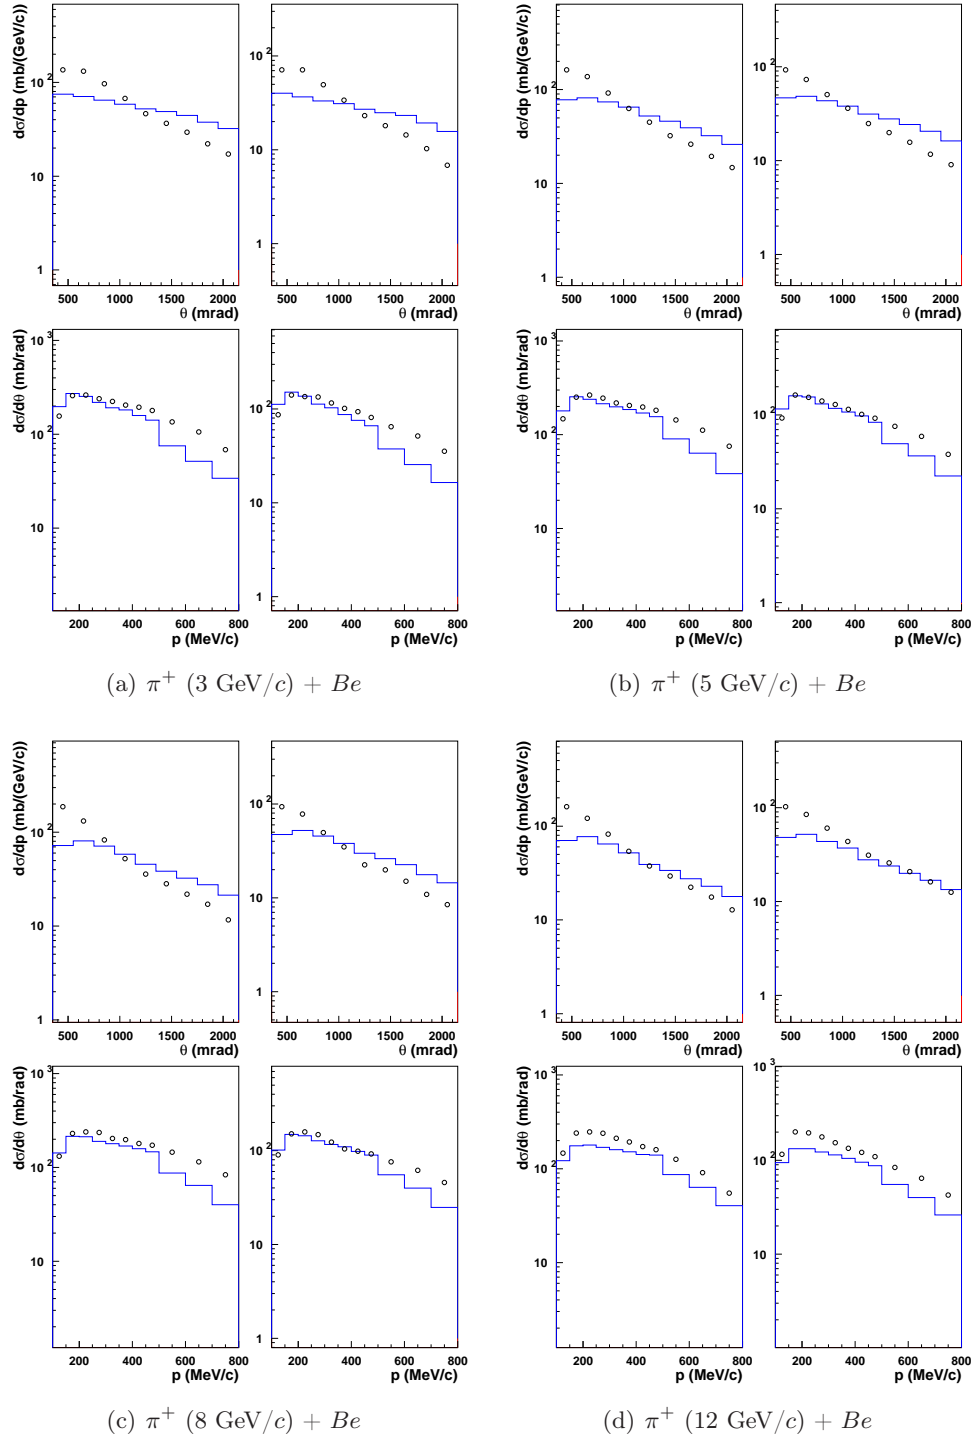 dσ/dp (mb/(GeV/c))
10²
10
1
10²
10
1
500 1000 1500 2000
θ (mrad)
500 1000 1500 2000
θ (mrad)
dσ/dθ (mb/rad)
10³
10²
10
10²
10
1
200 400 600 800
p (MeV/c)
200 400 600 800
p (MeV/c)
(a) π⁺ (3 GeV/c) + Be
dσ/dp (mb/(GeV/c))
10²
10
1
10²
10
1
500 1000 1500 2000
θ (mrad)
500 1000 1500 2000
θ (mrad)
dσ/dθ (mb/rad)
10³
10²
10
10²
10
1
200 400 600 800
p (MeV/c)
200 400 600 800
p (MeV/c)
(b) π⁺ (5 GeV/c) + Be
dσ/dp (mb/(GeV/c))
10²
10
1
10²
10
1
500 1000 1500 2000
θ (mrad)
500 1000 1500 2000
θ (mrad)
dσ/dθ (mb/rad)
10³
10²
10
10²
10
1
200 400 600 800
p (MeV/c)
200 400 600 800
p (MeV/c)
(c) π⁺ (8 GeV/c) + Be
dσ/dp (mb/(GeV/c))
10²
10
1
10²
10
1
500 1000 1500 2000
θ (mrad)
500 1000 1500 2000
θ (mrad)
dσ/dθ (mb/rad)
10³
10²
10
10³
10²
10
200 400 600 800
p (MeV/c)
200 400 600 800
p (MeV/c)
(d) π⁺ (12 GeV/c) + Be